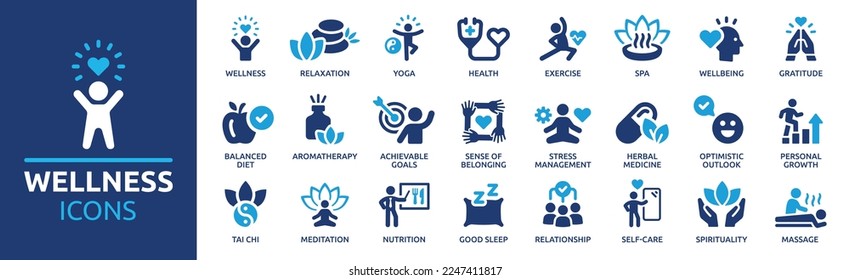 WELLNESS
ICONS
WELLNESS
RELAXATION
YOGA
HEALTH
EXERCISE
SPA
WELLBEING
GRATITUDE
BALANCED
DIET
AROMATHERAPY
ACHIEVABLE
GOALS
SENSE OF
BELONGING
STRESS
MANAGEMENT
HERBAL
MEDICINE
OPTIMISTIC
OUTLOOK
PERSONAL
GROWTH
TAI CHI
MEDITATION
NUTRITION
ZZ
GOOD SLEEP
RELATIONSHIP
SELF-CARE
SPIRITUALITY
MASSAGE
shutterstock.com · 2247411817